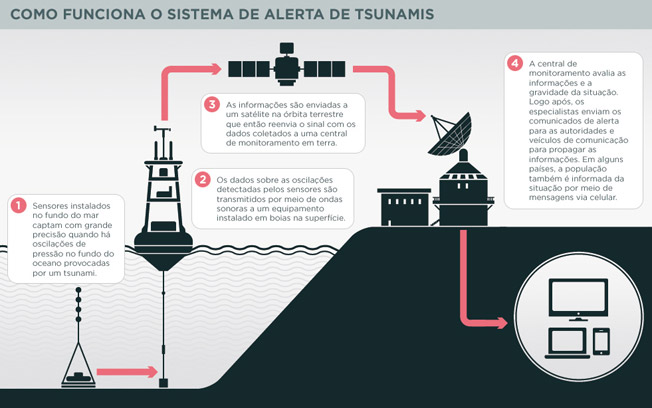 COMO FUNCIONA O SISTEMA DE ALERTA DE TSUNAMIS
1
Sensores instalados
no fundo do mar
captam com grande
precisão quando há
oscilações de
pressão no fundo do
oceano provocadas
por um tsunami.
2
Os dados sobre as oscilações
detectadas pelos sensores são
transmitidos por meio de ondas
sonoras a um equipamento
instalado em boias na superfície.
3
As informações são enviadas a
um satélite na órbita terrestre
que então reenvia o sinal com os
dados coletados a uma central
de monitoramento em terra.
4
A central de
monitoramento avalia as
informações e a
gravidade da situação.
Logo após, os
especialistas enviam os
comunicados de alerta
para as autoridades e
veículos de comunicação
para propagar as
informações. Em alguns
países, a população
também é informada da
situação por meio de
mensagens via celular.